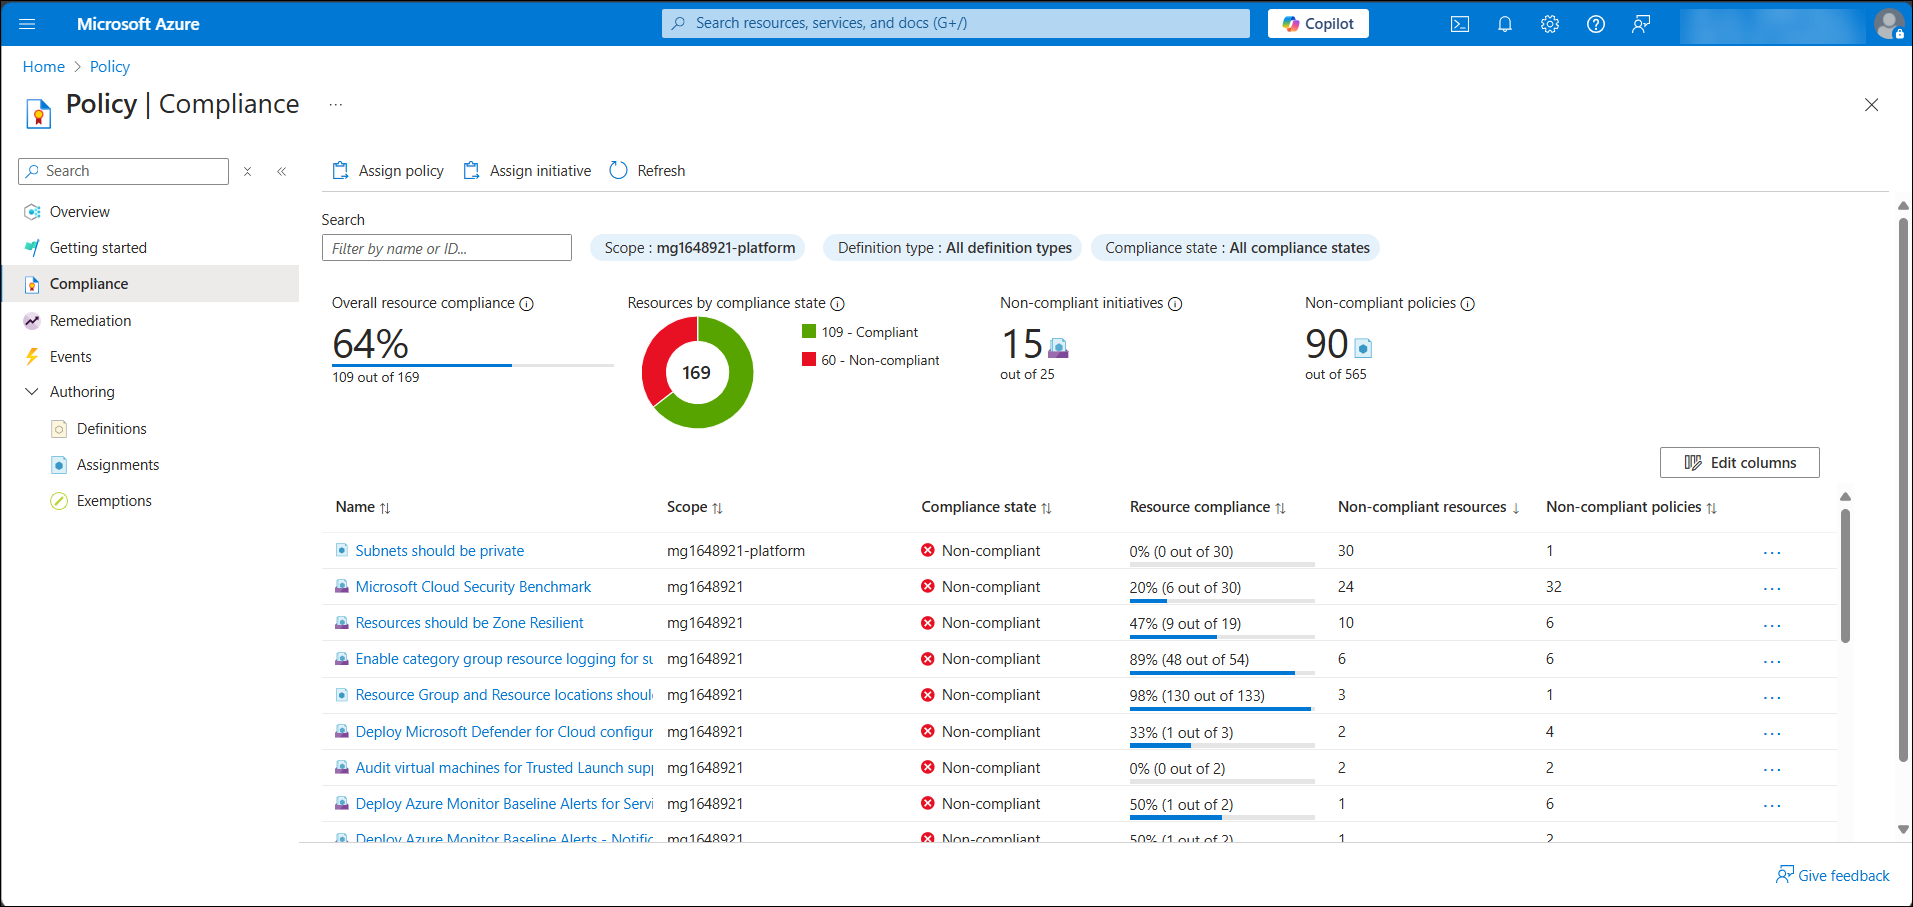 Microsoft Azure
Search resources, services, and docs (G+/)
Copilot
Home > Policy
Policy | Compliance ...
Search
Overview
Getting started
Compliance
Remediation
Events
Authoring
Definitions
Assignments
Exemptions
Assign policy Assign initiative Refresh
Search
Filter by name or ID...
Scope : mg1648921-platform
Definition type : All definition types
Compliance state : All compliance states
Overall resource compliance
64%
109 out of 169
Resources by compliance state
169
109 - Compliant
60 - Non-compliant
Non-compliant initiatives
15
out of 25
Non-compliant policies
90
out of 565
Edit columns
Name Scope Compliance state Resource compliance Non-compliant resources Non-compliant policies
Subnets should be private mg1648921-platform Non-compliant 0% (0 out of 30) 30 1
Microsoft Cloud Security Benchmark mg1648921 Non-compliant 20% (6 out of 30) 24 32
Resources should be Zone Resilient mg1648921 Non-compliant 47% (9 out of 19) 10 6
Enable category group resource logging for su mg1648921 Non-compliant 89% (48 out of 54) 6 6
Resource Group and Resource locations shoul mg1648921 Non-compliant 98% (130 out of 133) 3 1
Deploy Microsoft Defender for Cloud configur mg1648921 Non-compliant 33% (1 out of 3) 2 4
Audit virtual machines for Trusted Launch supp mg1648921 Non-compliant 0% (0 out of 2) 2 2
Deploy Azure Monitor Baseline Alerts for Servi mg1648921 Non-compliant 50% (1 out of 2) 1 6
Deploy Azure Monitor Baseline Alerts - Notific mg1648921 Non-compliant 50% (1 out of 2) 1 2
Give feedback